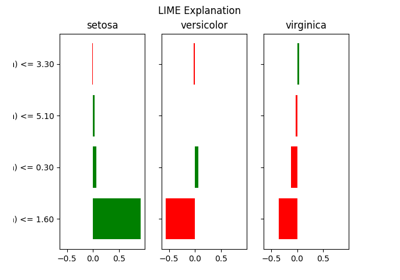 LIME Explanation
setosa
versicolor
virginica
) <= 3.30
) <= 5.10
) <= 0.30
) <= 1.60
−0.5 0.0 0.5
−0.5 0.0 0.5
−0.5 0.0 0.5